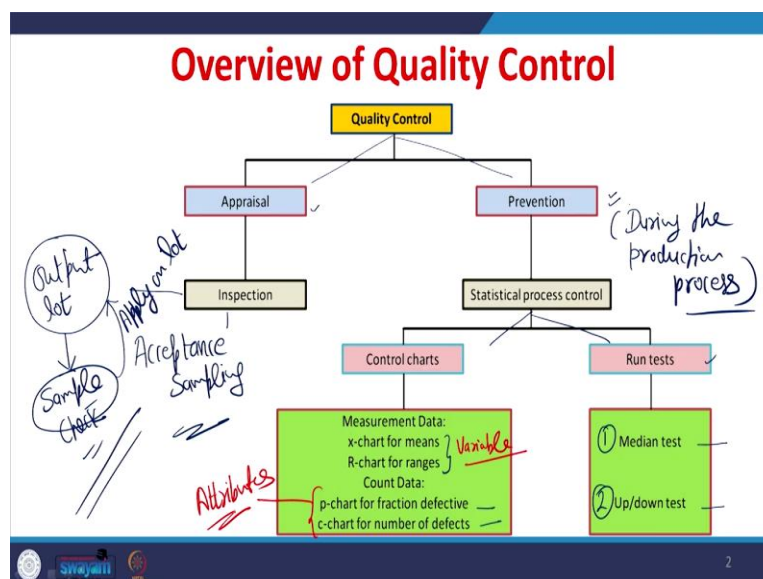 Overview of Quality Control
Quality Control
Appraisal
Prevention
(During the
production
process)
Output
lot
Apply on lot
Inspection
Statistical process control
Acceptance
Sampling
Sample
Check
Control charts
Run tests
Measurement Data:
x-chart for means
R-chart for ranges
Variable
Count Data:
Attributes
p-chart for fraction defective
c-chart for number of defects
1 Median test
2 Up/down test
swayam
2